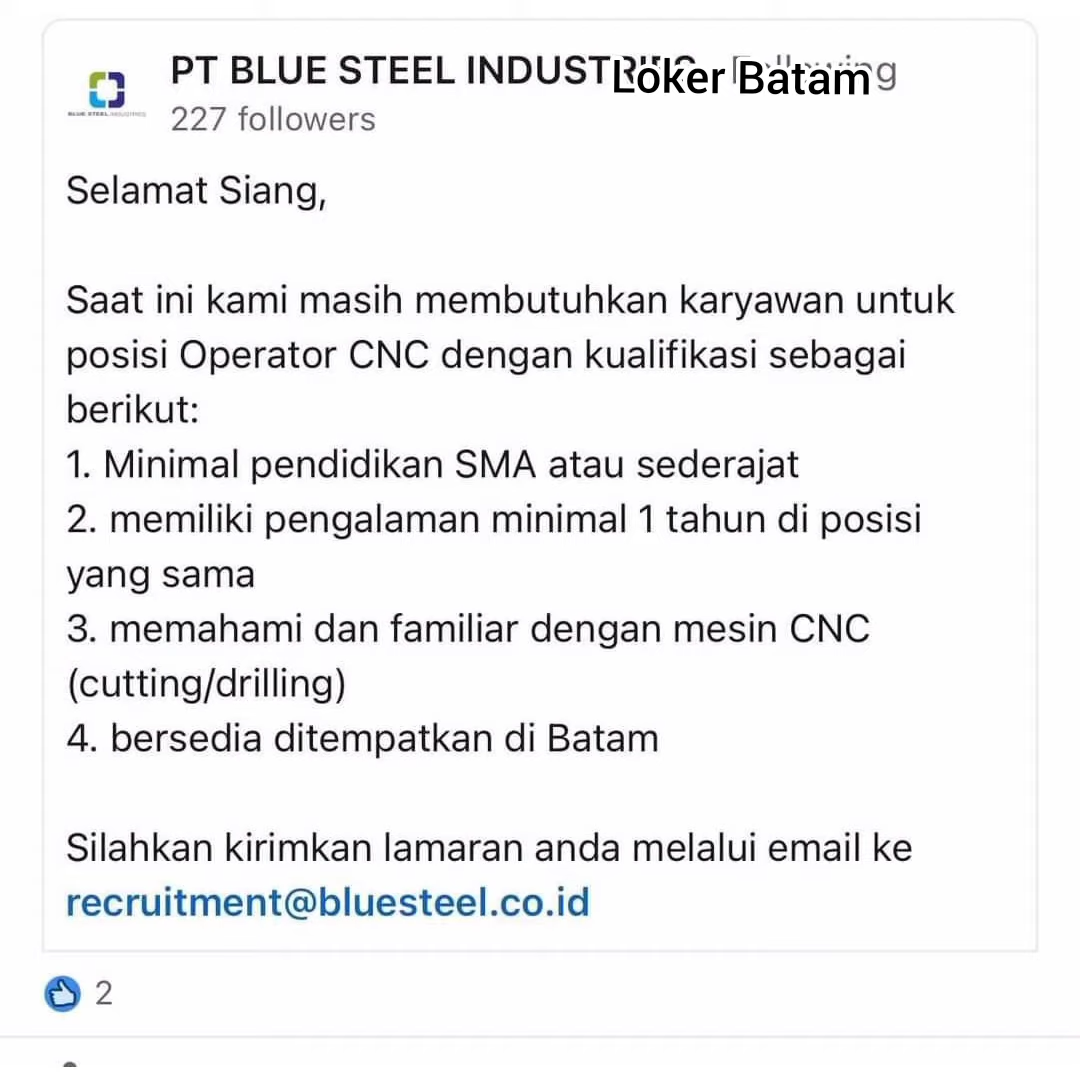 PT BLUE STEEL INDUST
Loker Batam
227 followers
BLUE STEEL INDUSTRIES
Selamat Siang,
Saat ini kami masih membutuhkan karyawan untuk
posisi Operator CNC dengan kualifikasi sebagai
berikut:
1. Minimal pendidikan SMA atau sederajat
2. memiliki pengalaman minimal 1 tahun di posisi
yang sama
3. memahami dan familiar dengan mesin CNC
(cutting/drilling)
4. bersedia ditempatkan di Batam
Silahkan kirimkan lamaran anda melalui email ke
recruitment@bluesteel.co.id
2